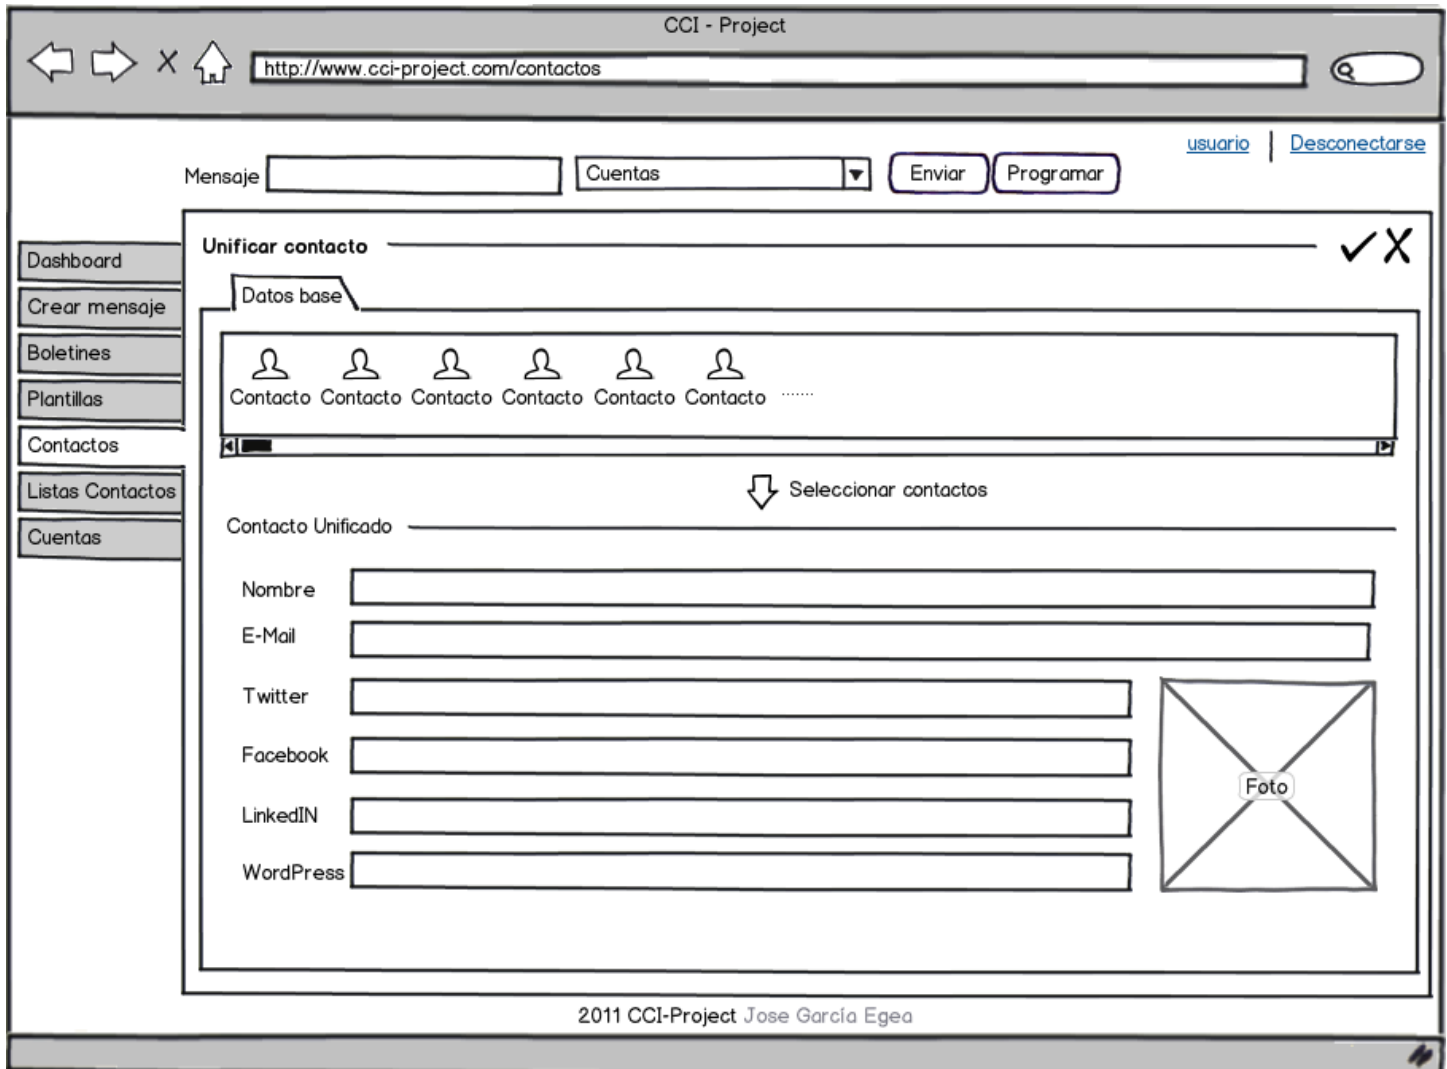 CCI - Project
http://www.cci-project.com/contactos
usuario | Desconectarse
Mensaje Cuentas Enviar Programar
Unificar contacto
Dashboard
Crear mensaje
Boletines
Plantillas
Contactos
Listas Contactos
Cuentas
Datos base
Contacto Contacto Contacto Contacto Contacto Contacto .......
Seleccionar contactos
Contacto Unificado
Nombre
E-Mail
Twitter
Facebook
LinkedIN
WordPress
Foto
2011 CCI-Project Jose García Egea